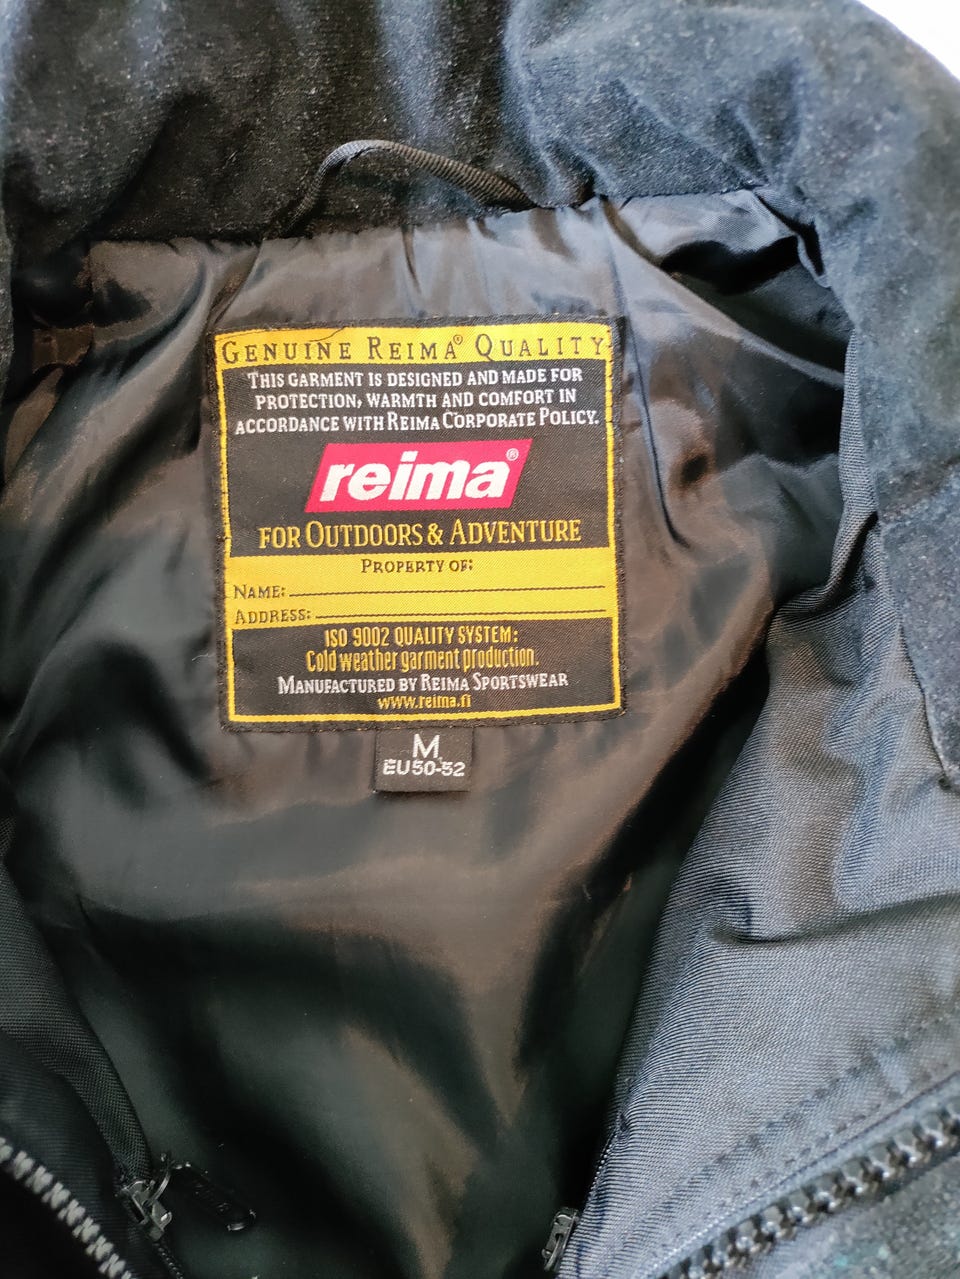 GENUINE REIMA® QUALITY
THIS GARMENT IS DESIGNED AND MADE FOR
PROTECTION, WARMTH AND COMFORT IN
ACCORDANCE WITH REIMA CORPORATE POLICY.
reima®
FOR OUTDOORS & ADVENTURE
PROPERTY OF:
NAME:
ADDRESS:
ISO 9002 QUALITY SYSTEM:
Cold weather garment production.
MANUFACTURED BY REIMA SPORTSWEAR
www.reima.fi
M
EU50-52